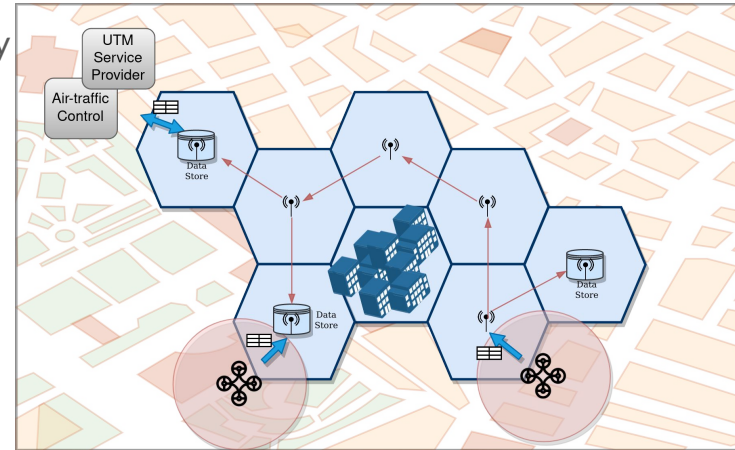 y
UTM
Service
Provider
Air-traffic
Control
Data
Store
Data
Store
Data
Store